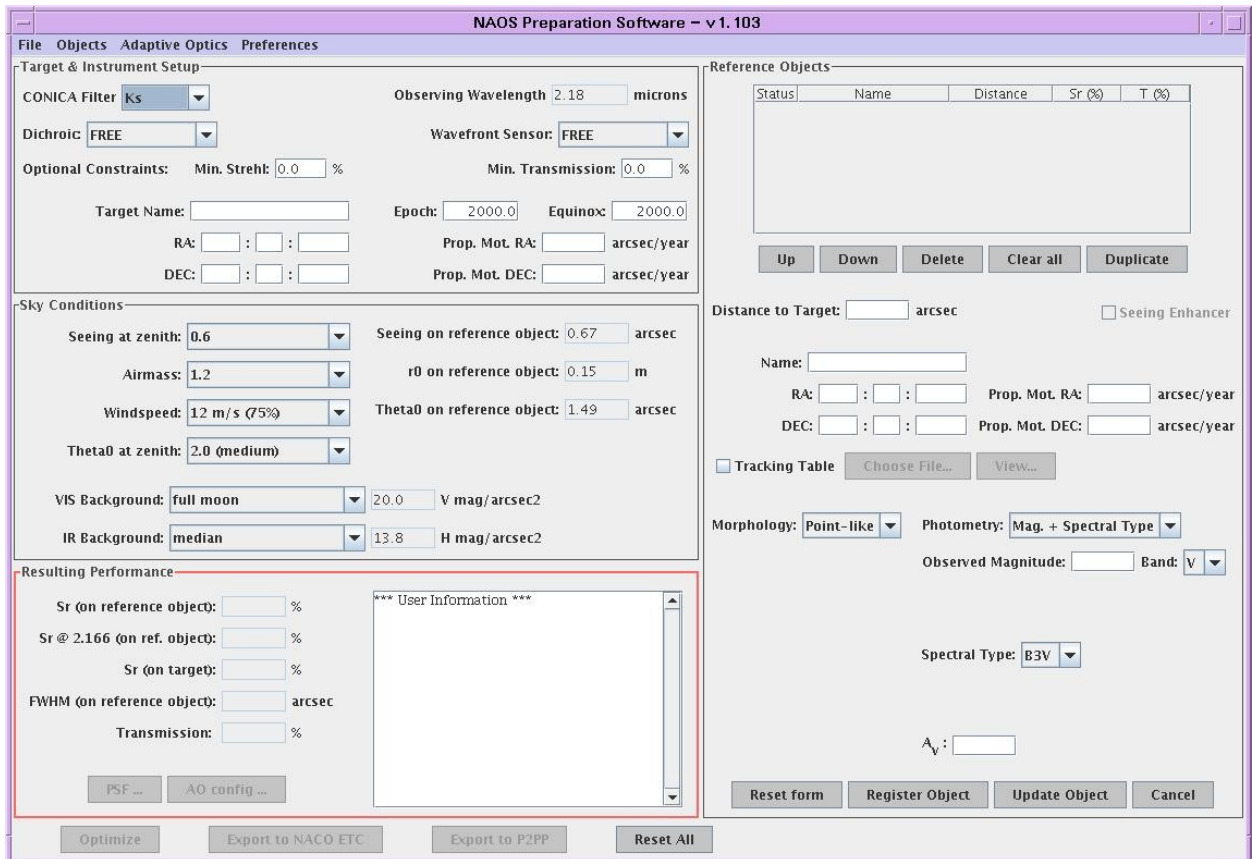 NAOS Preparation Software – v1.103
File Objects Adaptive Optics Preferences
Target & Instrument Setup
CONICA Filter Ks Observing Wavelength 2.18 microns
Dichroic: FREE Wavefront Sensor: FREE
Optional Constraints: Min. Strehl: 0.0 % Min. Transmission: 0.0 %
Target Name: Epoch: 2000.0 Equinox: 2000.0
RA: : : Prop. Mot. RA: arcsec/year
DEC: : : Prop. Mot. DEC: arcsec/year
Sky Conditions
Seeing at zenith: 0.6 Seeing on reference object: 0.67 arcsec
Airmass: 1.2 r0 on reference object: 0.15 m
Windspeed: 12 m/s (75%) Theta0 on reference object: 1.49 arcsec
Theta0 at zenith: 2.0 (medium)
VIS Background: full moon 20.0 V mag/arcsec2
IR Background: median 13.8 H mag/arcsec2
Resulting Performance
Sr (on reference object): %
Sr @ 2.166 (on ref. object): %
Sr (on target): %
FWHM (on reference object): arcsec
Transmission: %
*** User Information ***
PSF ... AO config ...
Reference Objects
Status Name Distance Sr (%) T (%)
Up Down Delete Clear all Duplicate
Distance to Target: arcsec Seeing Enhancer
Name:
RA: : : Prop. Mot. RA: arcsec/year
DEC: : : Prop. Mot. DEC: arcsec/year
Tracking Table Choose File... View...
Morphology: Point-like Photometry: Mag. + Spectral Type
Observed Magnitude: Band: V
Spectral Type: B3V
Av :
Reset form Register Object Update Object Cancel
Optimize Export to NACO ETC Export to P2PP Reset All